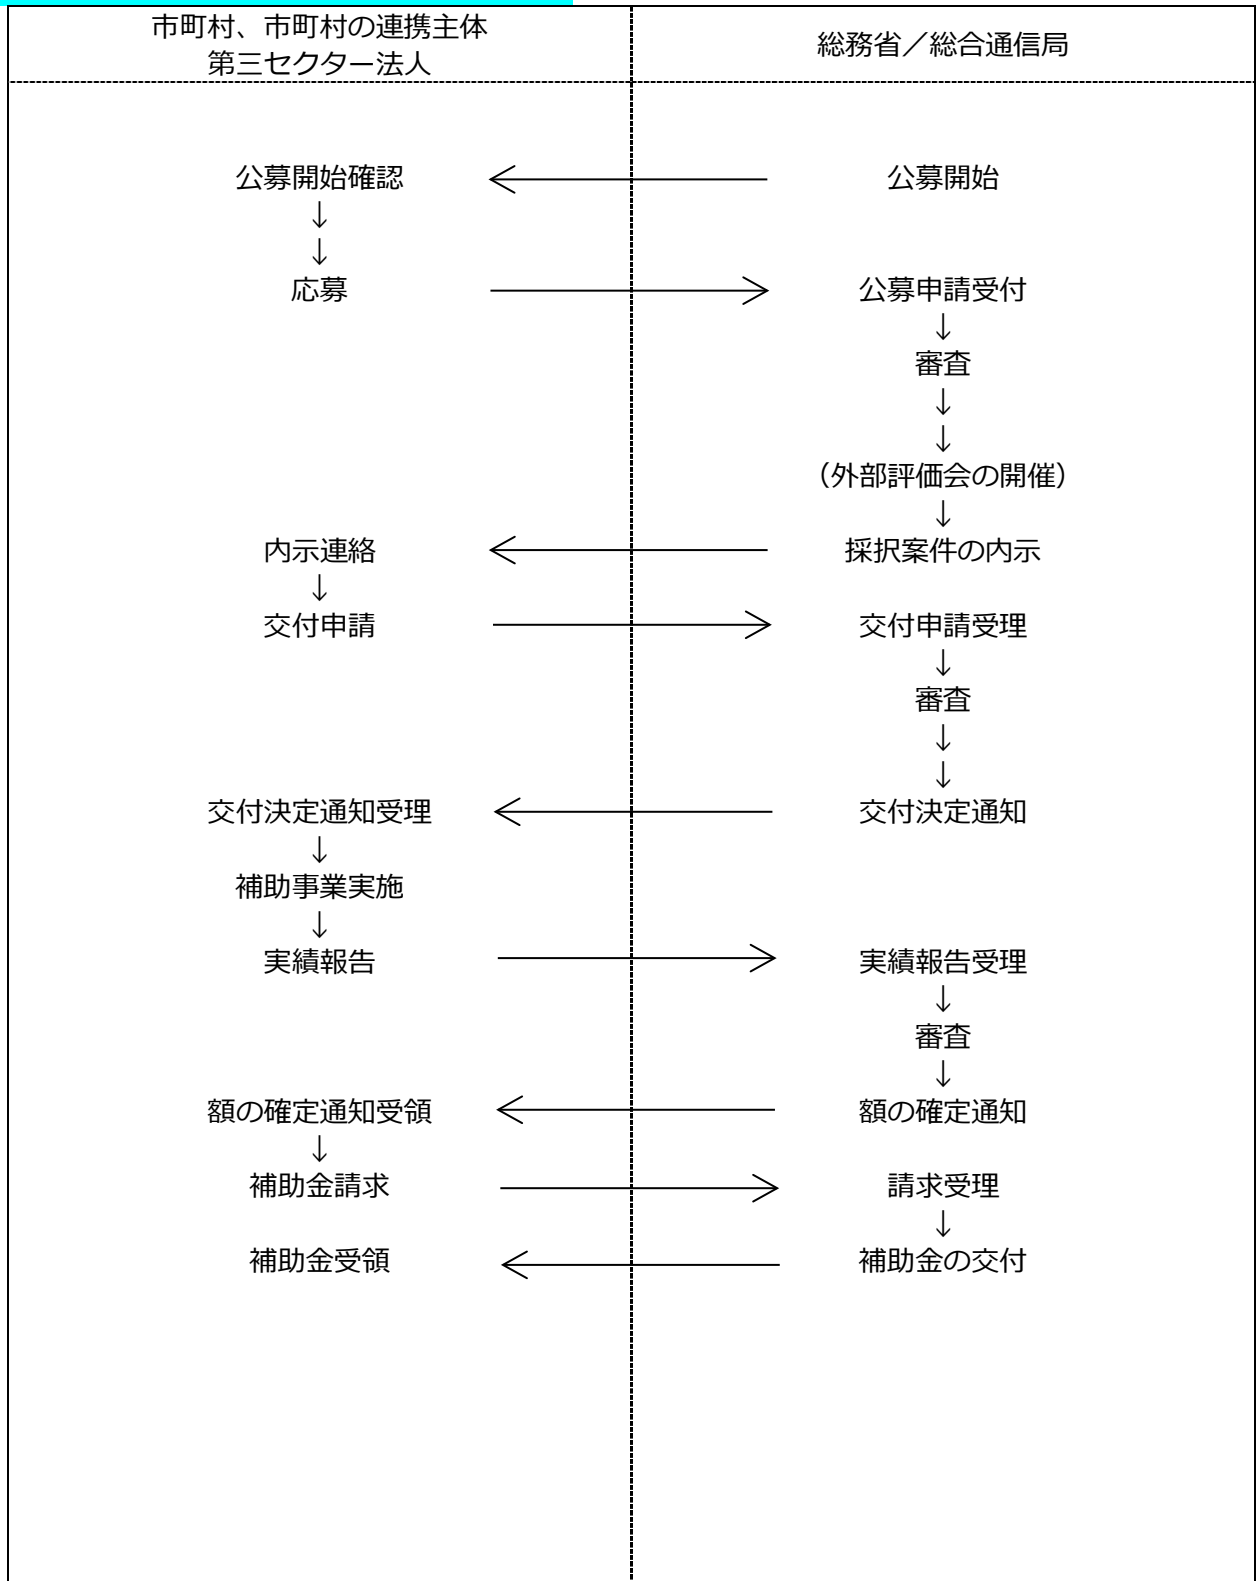 市町村、市町村の連携主体
第三セクター法人
総務省／総合通信局
公募開始確認
公募開始
↓
↓
応募
公募申請受付
↓
審査
↓
↓
（外部評価会の開催）
↓
内示連絡
採択案件の内示
↓
交付申請
交付申請受理
↓
審査
↓
↓
交付決定通知受理
交付決定通知
↓
補助事業実施
↓
実績報告
実績報告受理
↓
審査
↓
額の確定通知受領
額の確定通知
↓
補助金請求
請求受理
↓
補助金受領
補助金の交付